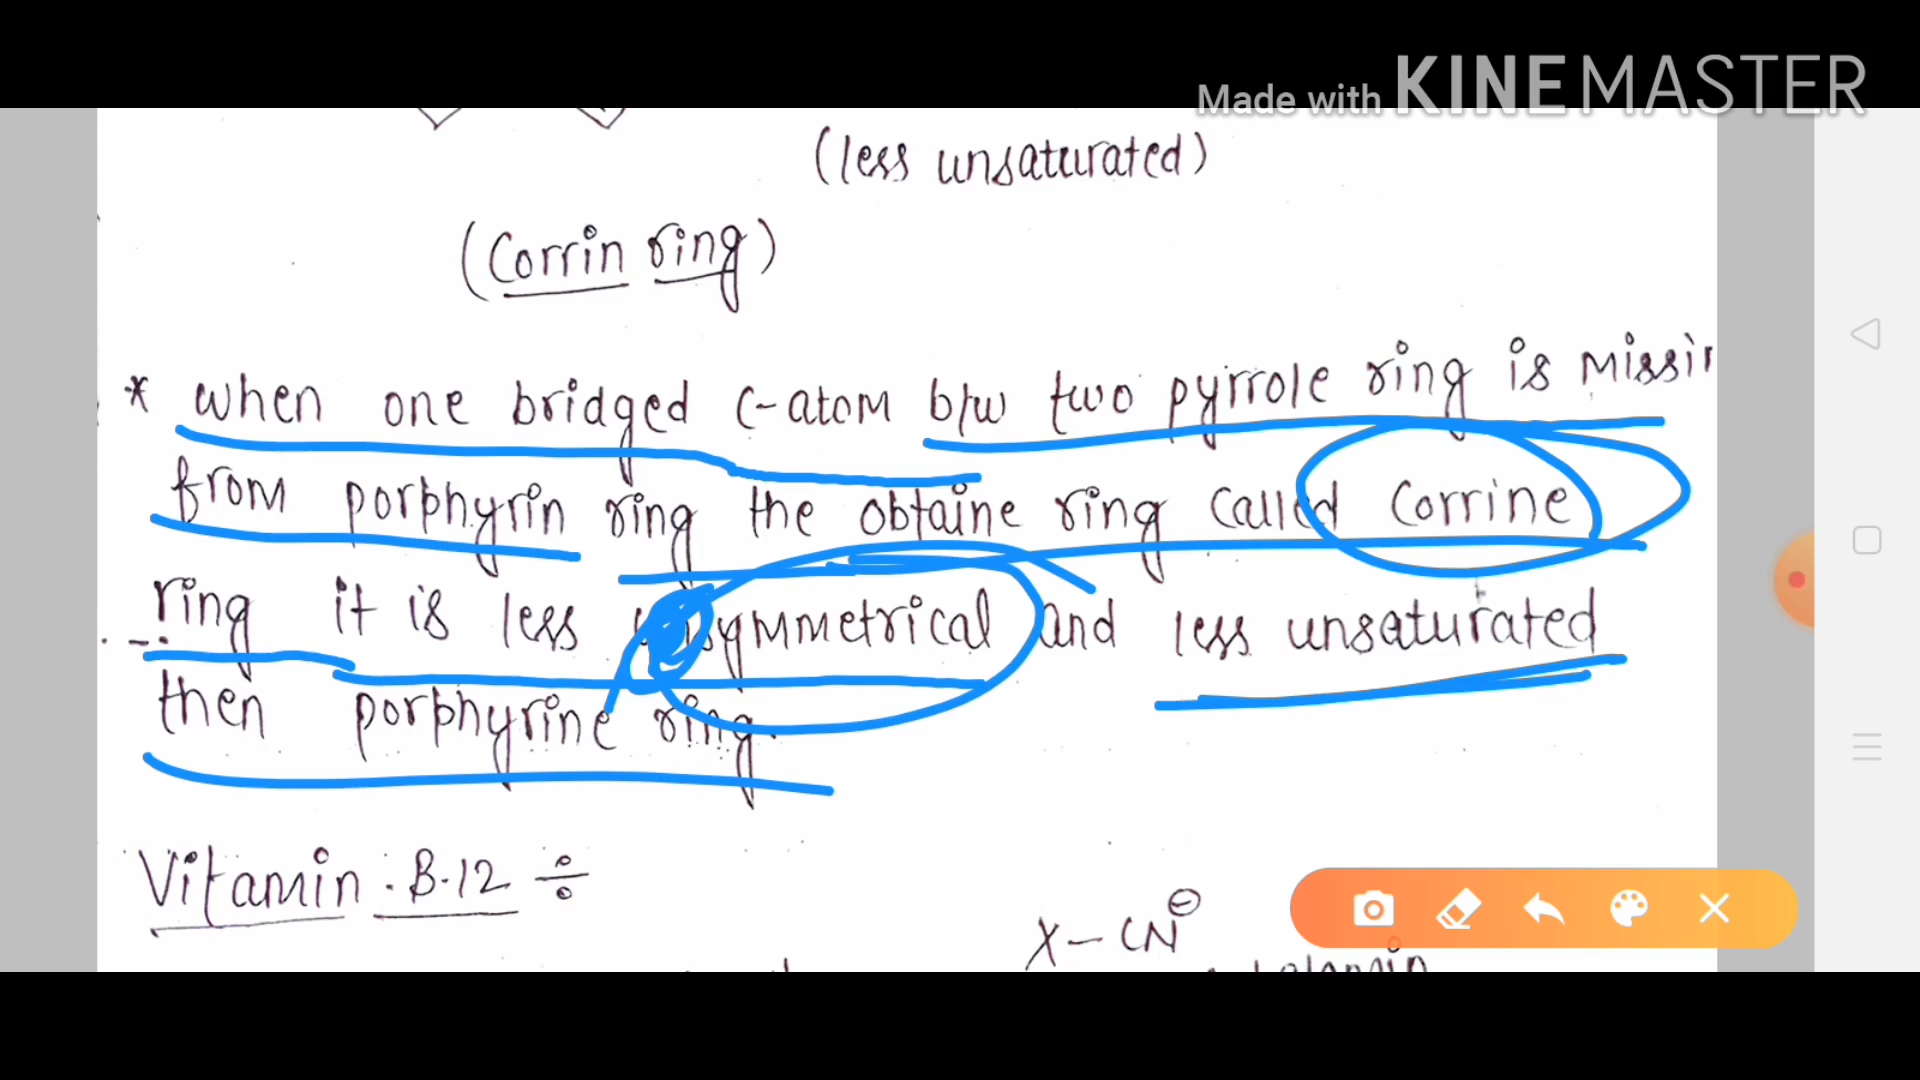 Made with KINEMASTER
(less unsaturated)
(Corrin ring)
* when one bridged C-atom b/w two pyrrole ring is missi
from porphyrin ring the obtaine ring called Corrine
ring it is less symmetrical and less unsaturated
then porphyrine ring.
Vitamin B-12 ÷
X - CN⊖